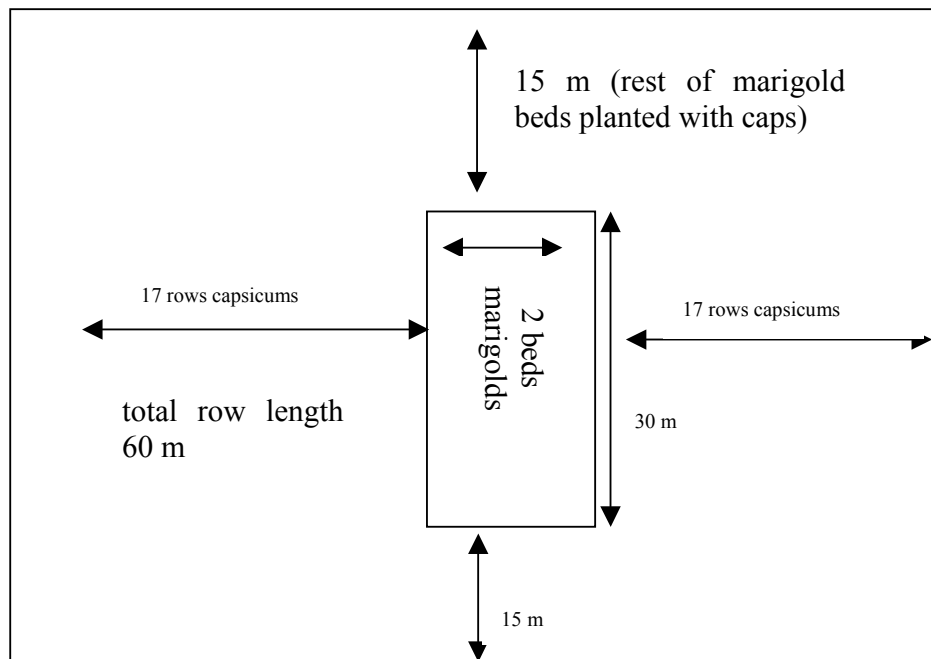 15 m (rest of marigold
beds planted with caps)
17 rows capsicums
2 beds
marigolds
17 rows capsicums
total row length
60 m
30 m
15 m